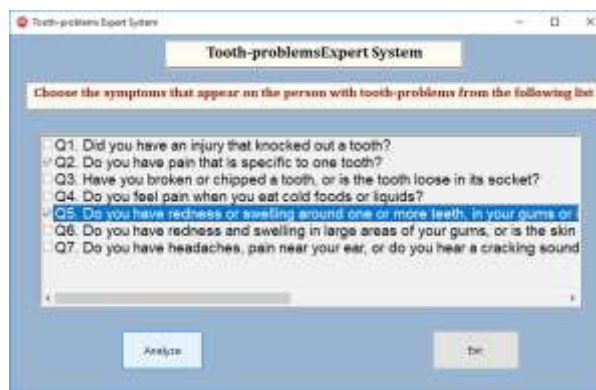 Tooth-problems Expert System
Tooth-problemsExpert System
Choose the symptoms that appear on the person with tooth-problems from the following list
Q1. Did you have an injury that knocked out a tooth?
Q2. Do you have pain that is specific to one tooth?
Q3. Have you broken or chipped a tooth, or is the tooth loose in its socket?
Q4. Do you feel pain when you eat cold foods or liquids?
Q5. Do you have redness or swelling around one or more teeth, in your gums or
Q6. Do you have redness and swelling in large areas of your gums, or is the skin
Q7. Do you have headaches, pain near your ear, or do you hear a cracking sound
Analyze
Exit